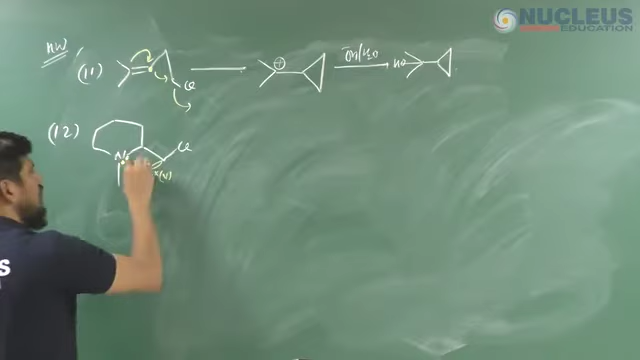 NUCLEUS
EDUCATION
HW
(11)
Cl
⊕
OH/H₂O
HO
(12)
Cl
N